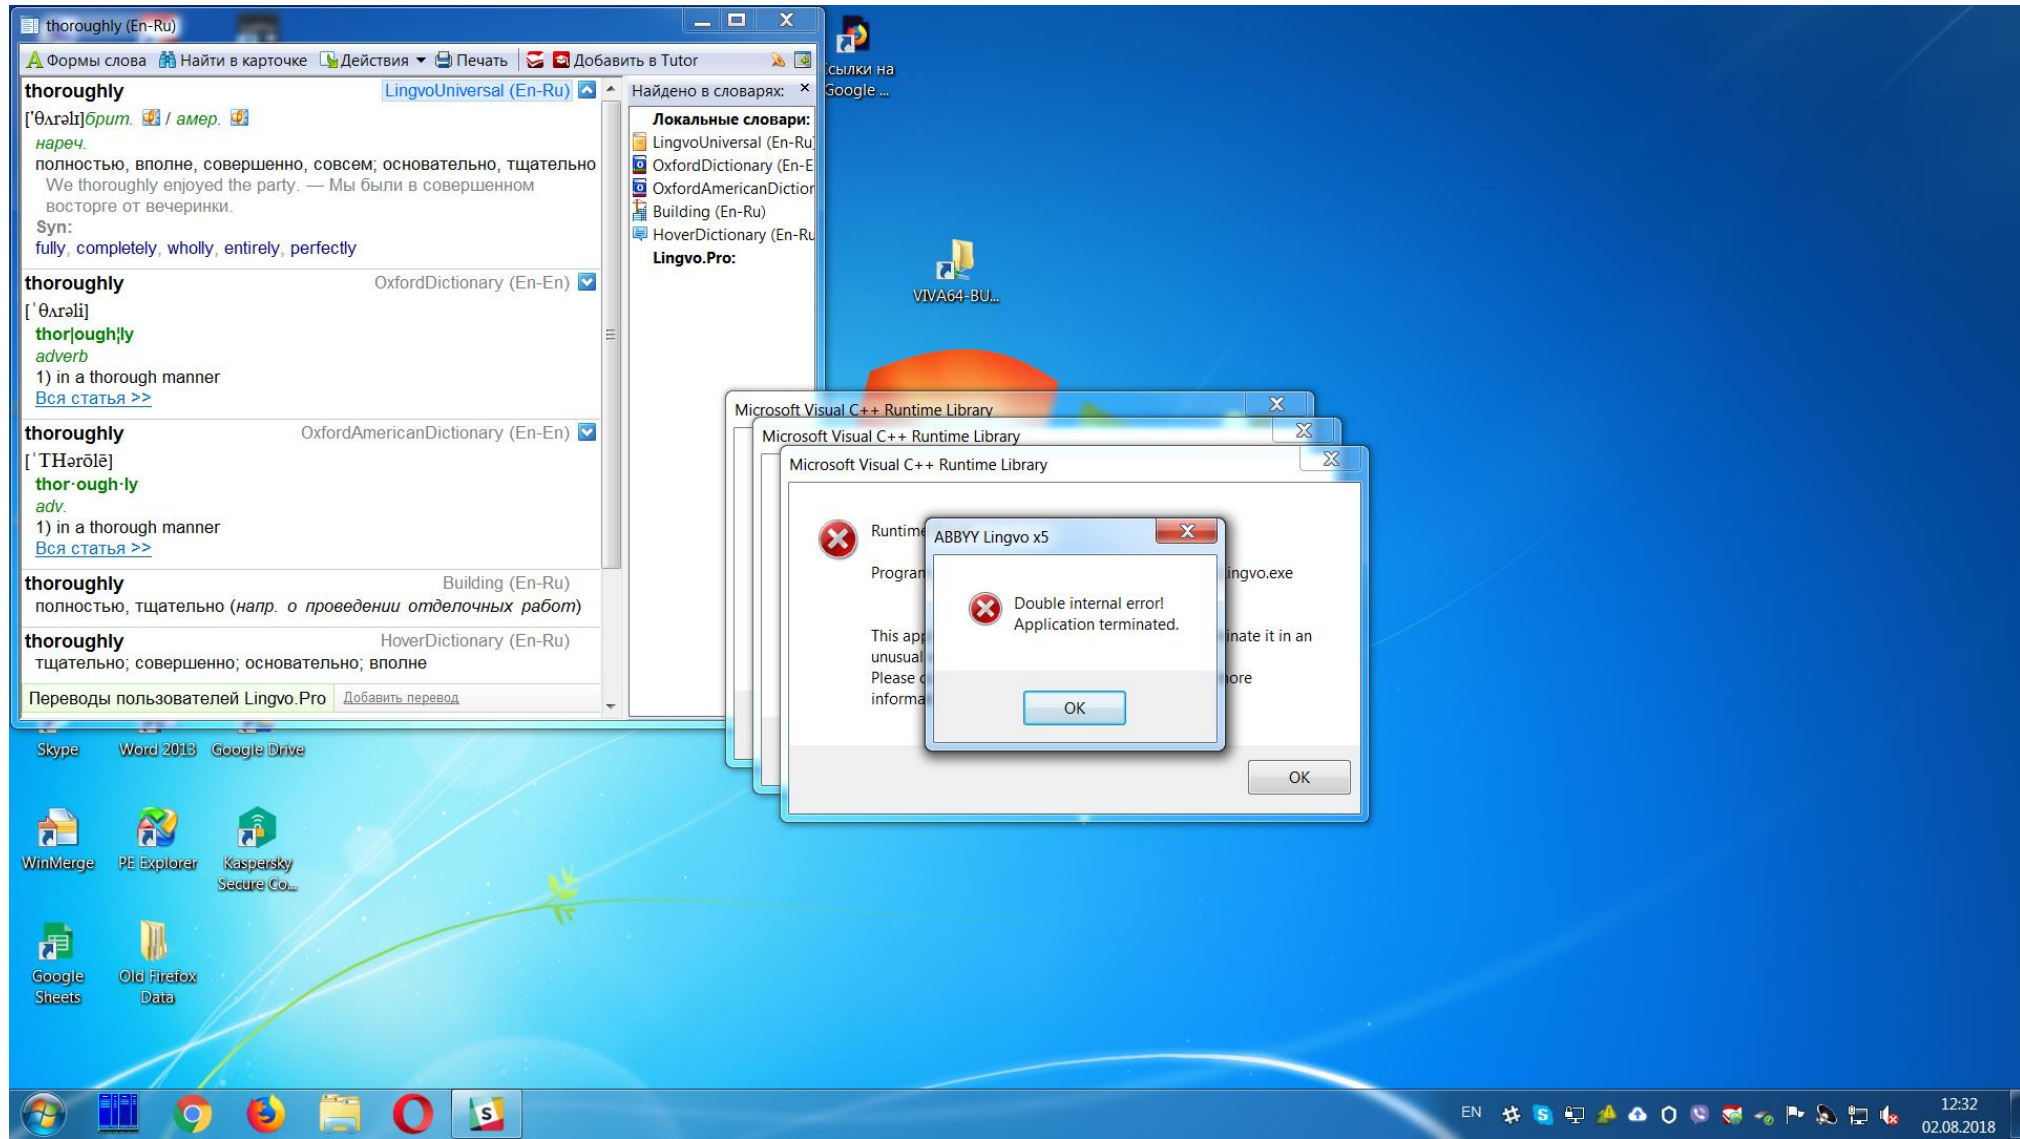 thoroughly (En-Ru)
Формы слова Найти в карточке Действия Печать Добавить в Tutor
thoroughly LingvoUniversal (En-Ru)
['θʌrəlɪ]брит. / амер.
нареч.
полностью, вполне, совершенно, совсем; основательно, тщательно
We thoroughly enjoyed the party. — Мы были в совершенном
восторге от вечеринки.
Syn:
fully, completely, wholly, entirely, perfectly
thoroughly OxfordDictionary (En-En)
[ˈθʌrəli]
thor|ough¦ly
adverb
1) in a thorough manner
Вся статья >>
thoroughly OxfordAmericanDictionary (En-En)
[ˈTHərōlē]
thor·ough·ly
adv.
1) in a thorough manner
Вся статья >>
thoroughly Building (En-Ru)
полностью, тщательно (напр. о проведении отделочных работ)
thoroughly HoverDictionary (En-Ru)
тщательно; совершенно; основательно; вполне
Переводы пользователей Lingvo.Pro Добавить перевод
Найдено в словарях:
Локальные словари:
LingvoUniversal (En-Ru)
OxfordDictionary (En-E
OxfordAmericanDiction
Building (En-Ru)
HoverDictionary (En-Ru
Lingvo.Pro:
сылки на
Google ...
VIVA64-BU...
Microsoft Visual C++ Runtime Library
Microsoft Visual C++ Runtime Library
Microsoft Visual C++ Runtime Library
Runtime
Program ingvo.exe
This app inate it in an
unusual
Please c ore
informa
OK
ABBYY Lingvo x5
Double internal error!
Application terminated.
OK
Skype Word 2013 Google Drive
WinMerge PE Explorer Kaspersky
Secure Co...
Google Old Firefox
Sheets Data
EN
12:32
02.08.2018